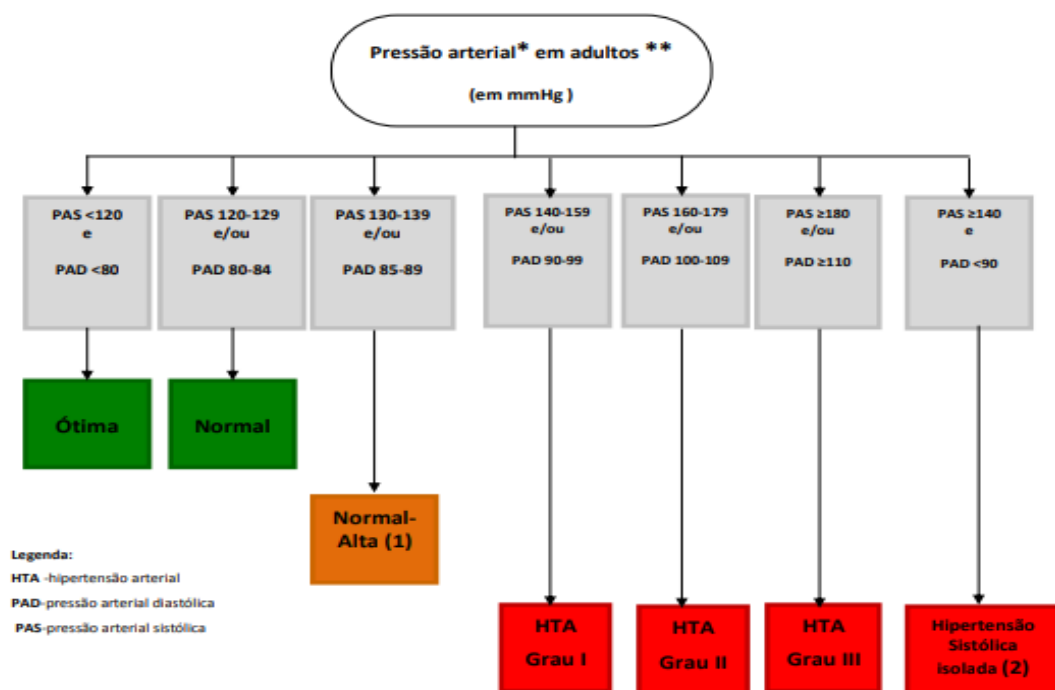 Pressão arterial* em adultos **
(em mmHg )
PAS <120
e
PAD <80
PAS 120-129
e/ou
PAD 80-84
PAS 130-139
e/ou
PAD 85-89
PAS 140-159
e/ou
PAD 90-99
PAS 160-179
e/ou
PAD 100-109
PAS ≥180
e/ou
PAD ≥110
PAS ≥140
e
PAD <90
Ótima
Normal
Normal-
Alta (1)
Legenda:
HTA -hipertensão arterial
PAD-pressão arterial diastólica
PAS-pressão arterial sistólica
HTA
Grau I
HTA
Grau II
HTA
Grau III
Hipertensão
Sistólica
isolada (2)